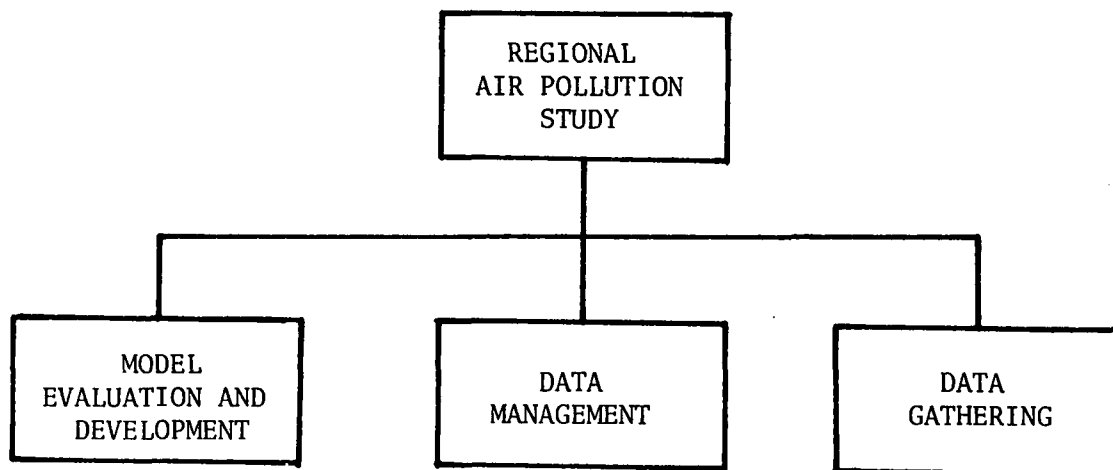 REGIONAL
AIR POLLUTION
STUDY
MODEL
EVALUATION AND
DEVELOPMENT
DATA
MANAGEMENT
DATA
GATHERING